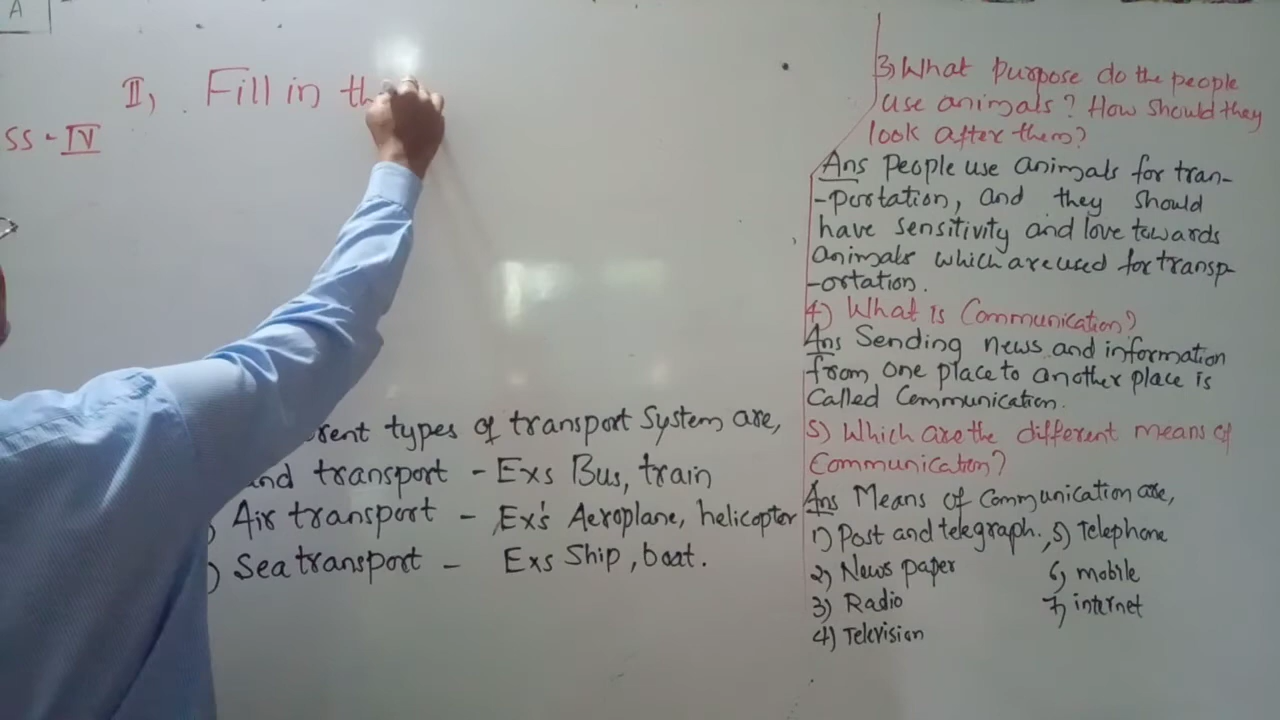 A
II, Fill in th
SS - IV
rent types of transport System are,
nd transport - Exs Bus, train
) Air transport - Ex's Aeroplane, helicopter
) Sea transport - Exs Ship, boat.
3, What purpose do the people
use animals? How should they
look after them?
Ans People use animals for tran-
-portation, and they should
have sensitivity and love towards
animals which are used for transp-
-ortation.
4) What is Communication?
Ans Sending news and information
from one place to another place is
Called Communication.
5) Which are the different means of
Communication?
Ans Means of Communication are,
1) Post and telegraph. 5) Telephone
2) News paper 6) mobile
3) Radio 7) internet
4) Television